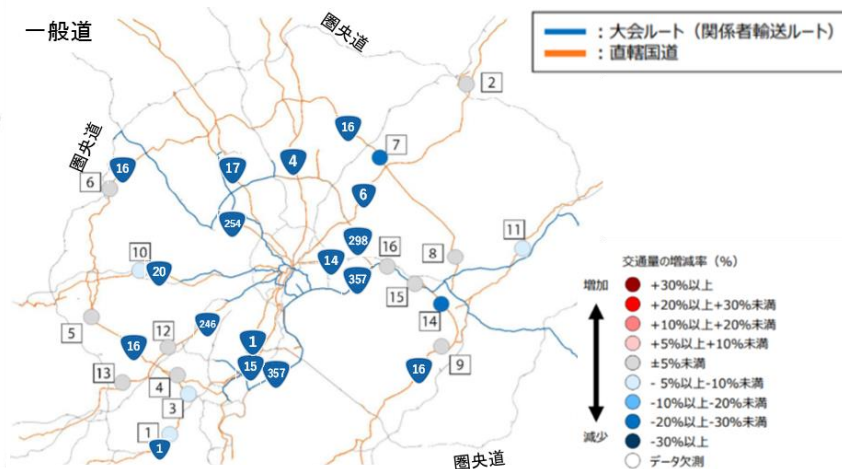 一般道
圏央道
：大会ルート（関係者輸送ルート）
：直轄国道
2
16
7
圏央道
16
17
4
6
6
254
298
11
10
20
14
16
8
357
15
交通量の増減率（%）
増加
+30%以上
+20%以上+30%未満
+10%以上+20%未満
+5%以上+10%未満
±5%未満
- 5%以上-10%未満
-10%以上-20%未満
-20%以上-30%未満
-30%以上
データ欠測
減少
5
12
246
14
16
1
9
13
15
357
16
4
3
1
1
圏央道